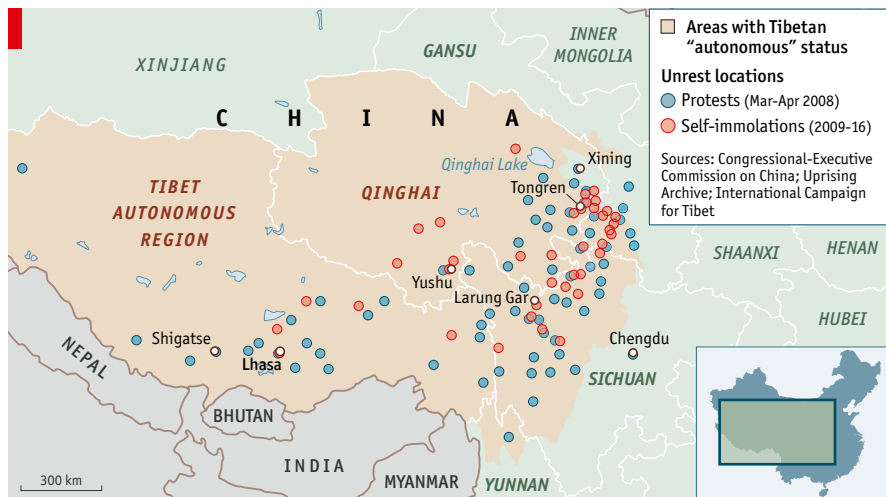 INNER
MONGOLIA
GANSU
XINJIANG
CHINA
Qinghai Lake
Xining
Tongren
TIBET
AUTONOMOUS
REGION
QINGHAI
SHAANXI
HENAN
Yushu
Larung Gar
HUBEI
Shigatse
Lhasa
Chengdu
NEPAL
SICHUAN
BHUTAN
INDIA
MYANMAR
YUNNAN
300 km
Areas with Tibetan
“autonomous” status
Unrest locations
Protests (Mar-Apr 2008)
Self-immolations (2009-16)
Sources: Congressional-Executive
Commission on China; Uprising
Archive; International Campaign
for Tibet